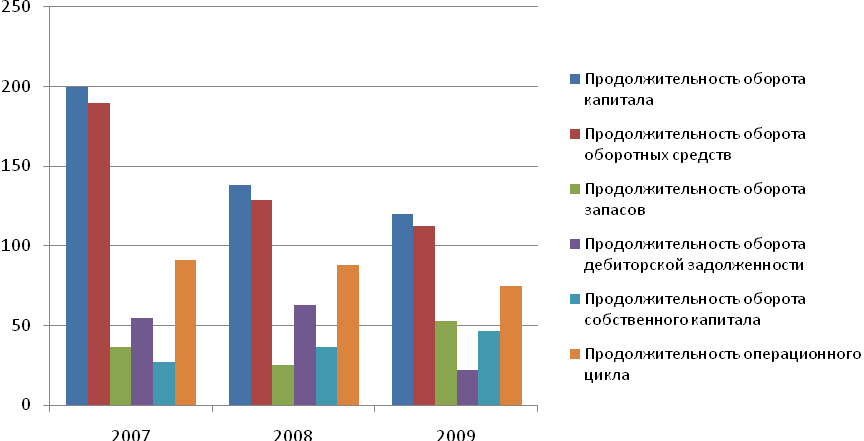 250
200
150
100
50
0
2007
2008
2009
Продолжительность оборота
капитала
Продолжительность оборота
оборотных средств
Продолжительность оборота
запасов
Продолжительность оборота
дебиторской задолженности
Продолжительность оборота
собственного капитала
Продолжительность операционного
цикла